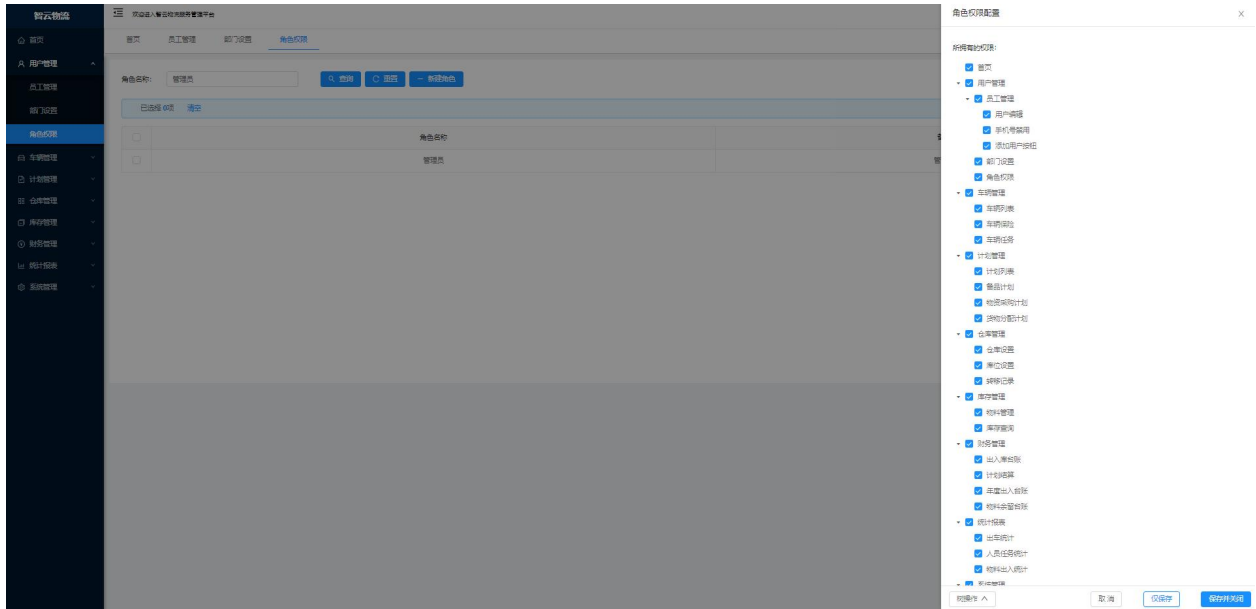 智云物流
欢迎进入智云物流服务管理平台
首页
员工管理
部门设置
角色权限
首页
用户管理
员工管理
部门设置
角色权限
车辆管理
计划管理
仓库管理
库存管理
财务管理
统计报表
系统管理
角色名称:
管理员
查询
重置
新建角色
已选择 0项 清空
角色名称
管理员
管
角色权限配置
所拥有的权限:
首页
用户管理
员工管理
用户编辑
手机号禁用
添加用户按钮
部门设置
角色权限
车辆管理
车辆列表
车辆保险
车辆任务
计划管理
计划列表
备品计划
物资采购计划
货物分配计划
仓库管理
仓库设置
库位设置
转移记录
库存管理
物料管理
库存查询
财务管理
出入库台账
计划结算
年度出入台账
物料余留台账
统计报表
出车统计
人员任务统计
物料出入统计
系统管理
树操作
取消
仅保存
保存并关闭